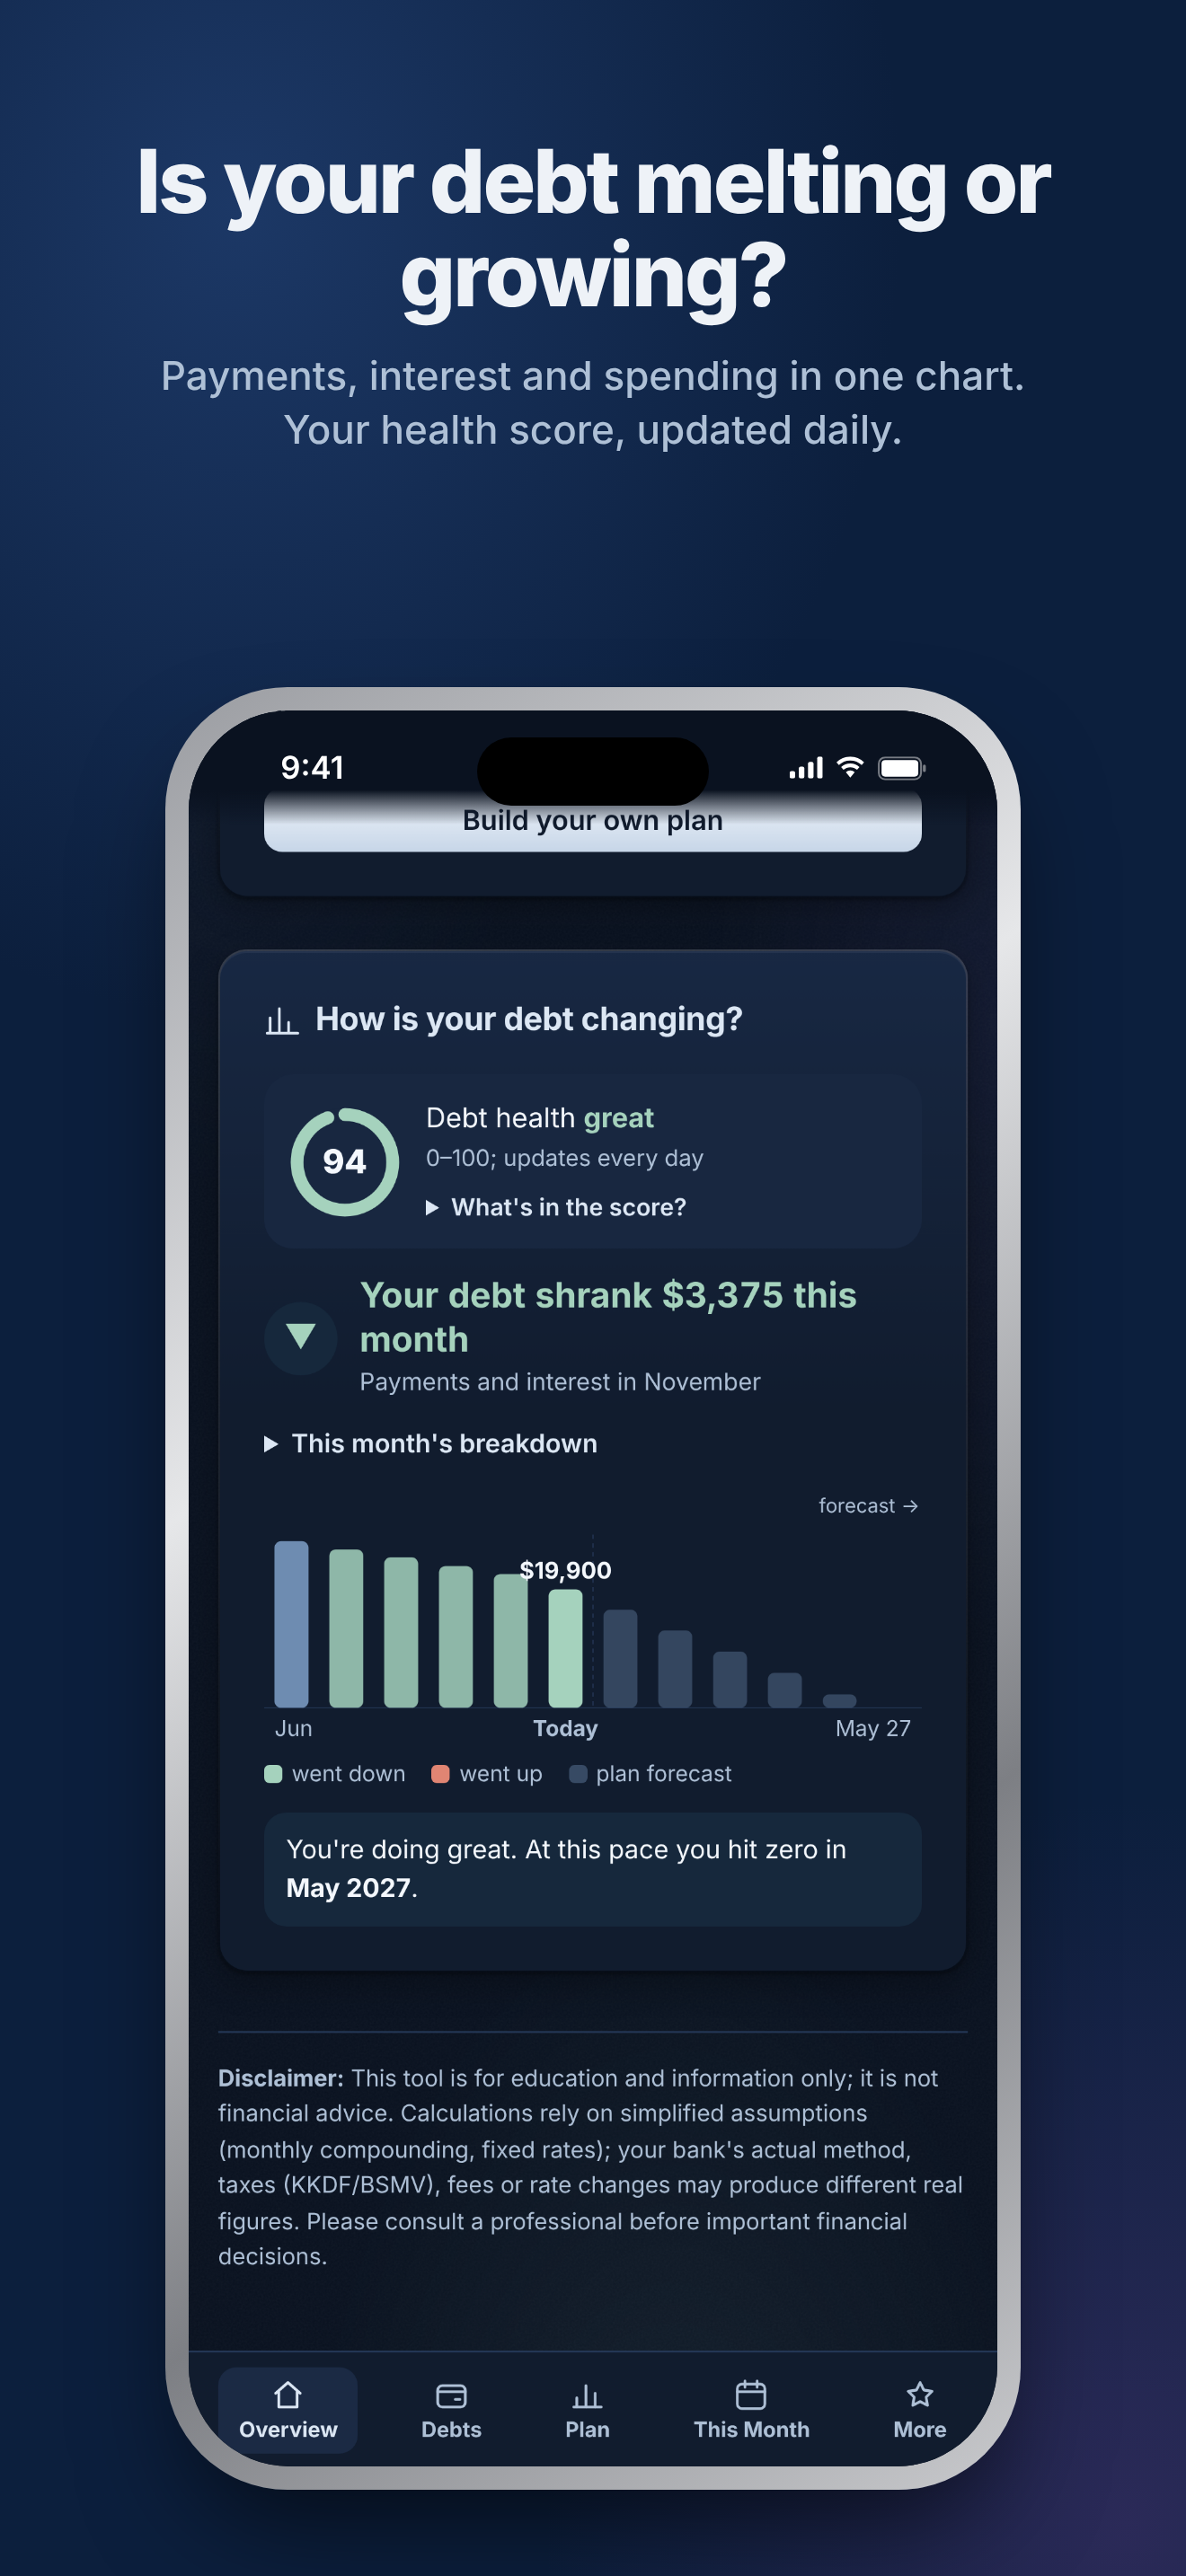 Is your debt melting or
growing?
Payments, interest and spending in one chart.
Your health score, updated daily.
9:41
Build your own plan
How is your debt changing?
94
Debt health great
0–100; updates every day
▶ What's in the score?
▼
Your debt shrank $3,375 this
month
Payments and interest in November
▶ This month's breakdown
forecast →
$19,900
Jun Today May 27
went down went up plan forecast
You're doing great. At this pace you hit zero in
May 2027.
Disclaimer: This tool is for education and information only; it is not
financial advice. Calculations rely on simplified assumptions
(monthly compounding, fixed rates); your bank's actual method,
taxes (KKDF/BSMV), fees or rate changes may produce different real
figures. Please consult a professional before important financial
decisions.
Overview Debts Plan This Month More